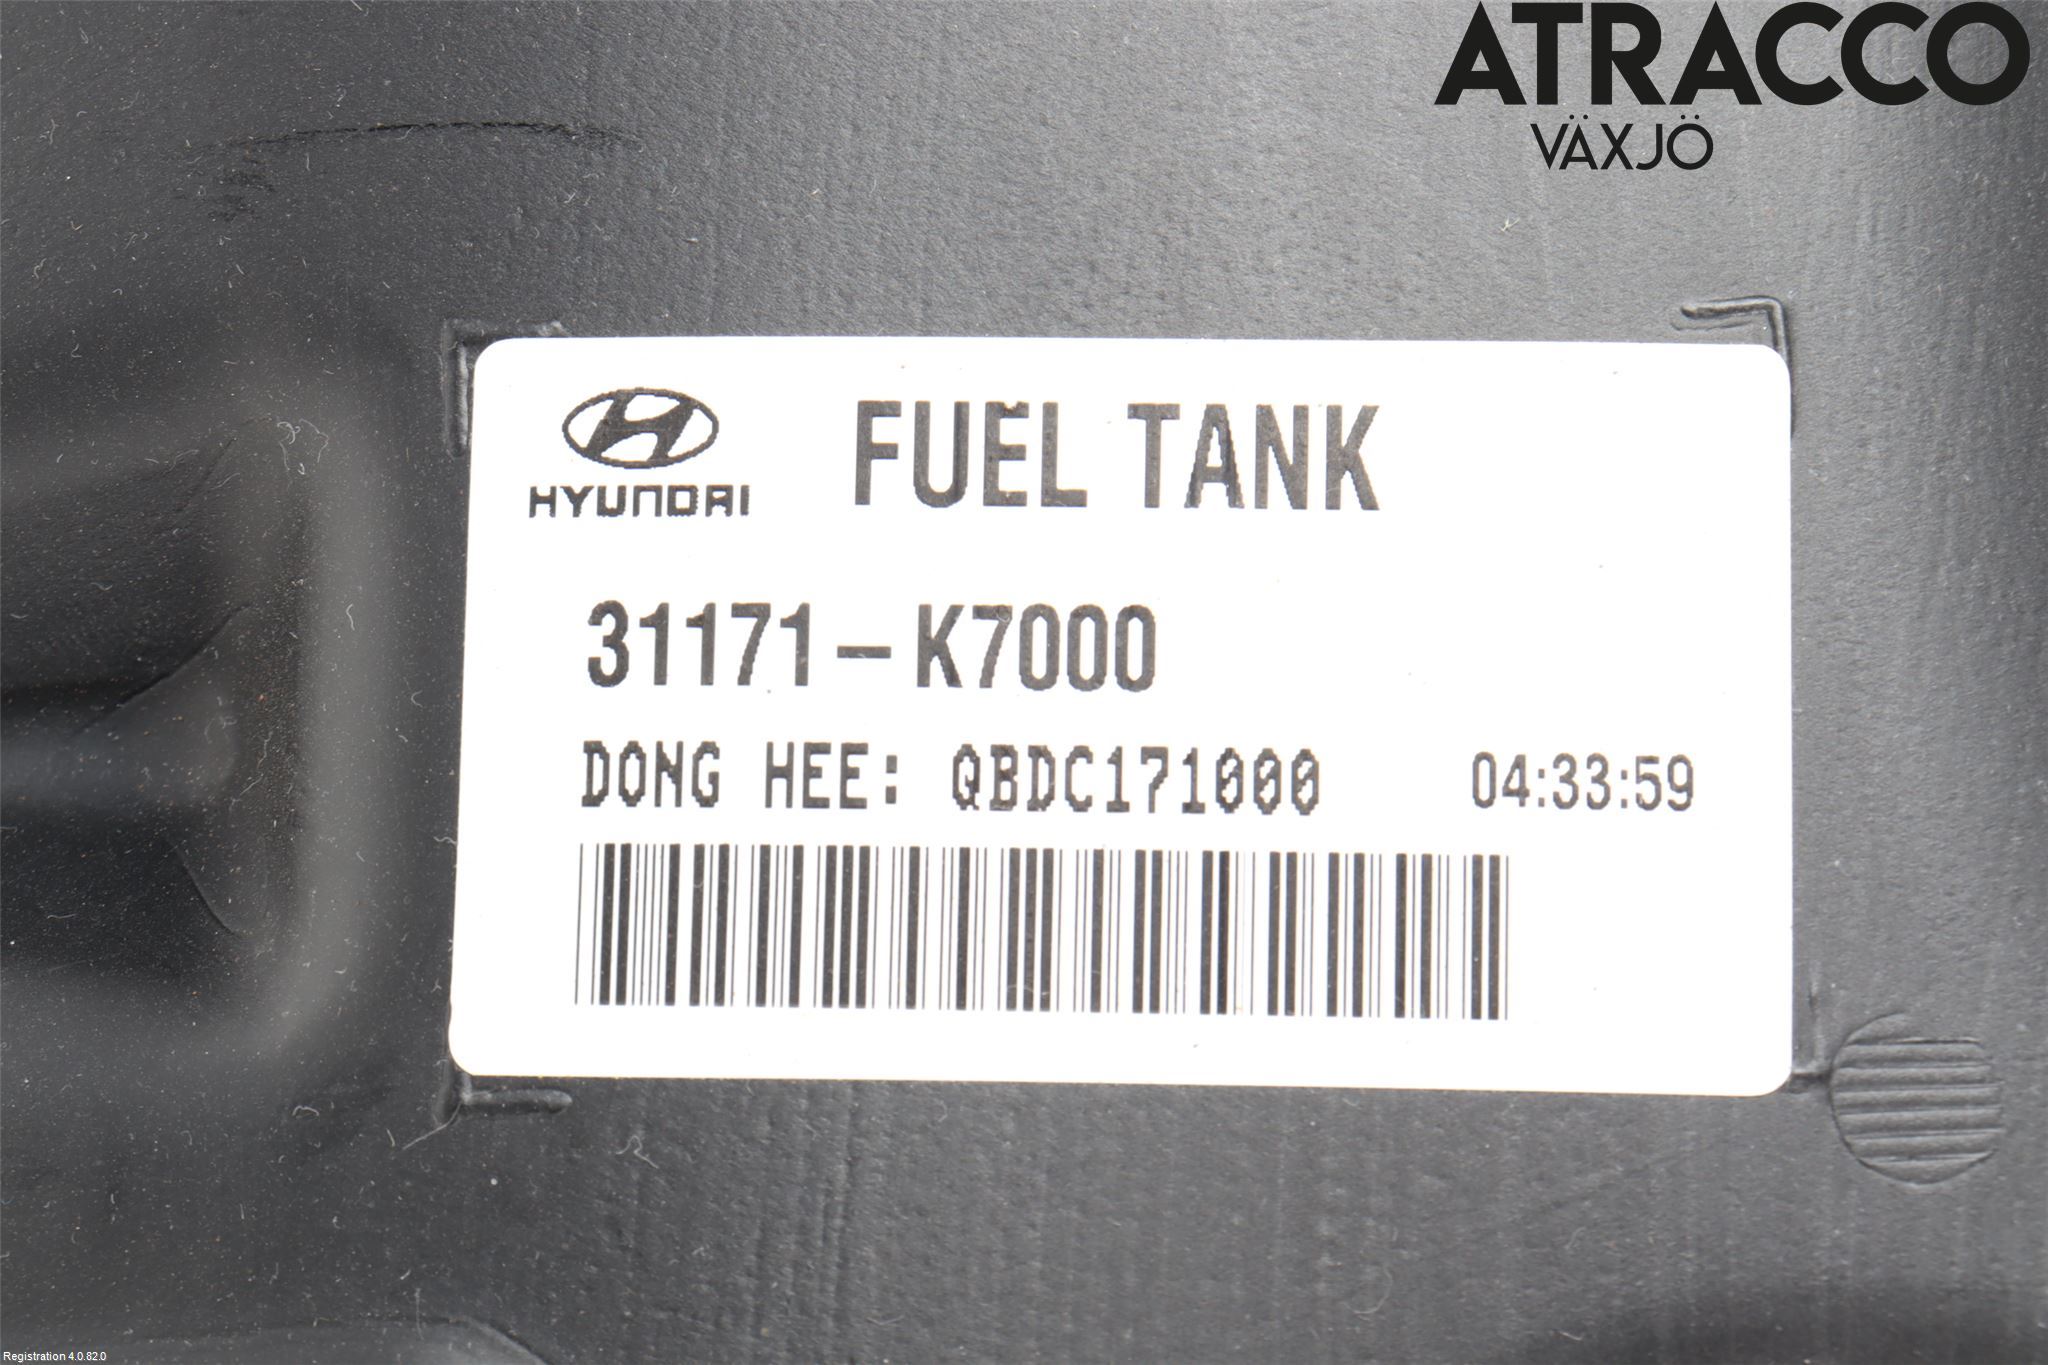 ATRACCO
VÄXJÖ
HYUNDAI FUEL TANK
31171-K7000
DONG HEE: QBDC171000 04:33:59
Registration 4.0.82.0